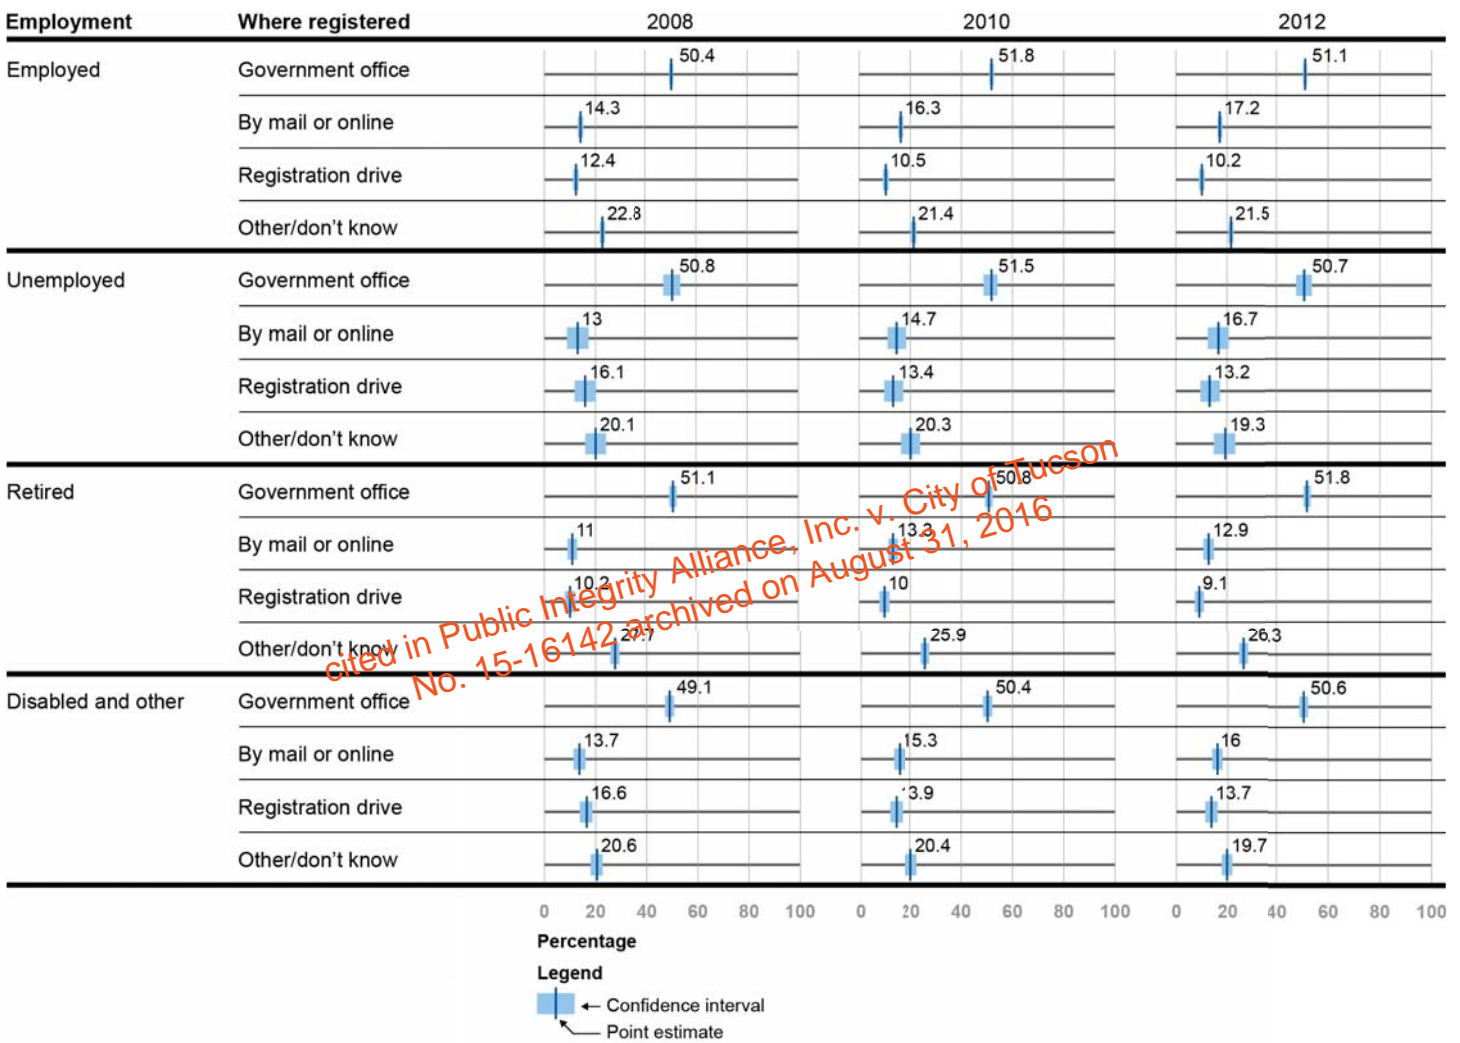 Employment Where registered 2008 2010 2012
Employed Government office 50.4 51.8 51.1
By mail or online 14.3 16.3 17.2
Registration drive 12.4 10.5 10.2
Other/don't know 22.8 21.4 21.5
Unemployed Government office 50.8 51.5 50.7
By mail or online 13 14.7 16.7
Registration drive 16.1 13.4 13.2
Other/don't know 20.1 20.3 19.3
Retired Government office 51.1 50.8 51.8
By mail or online 11 13.3 12.9
Registration drive 10.2 10 9.1
Other/don't know 27.7 25.9 26.3
cited in Public Integrity Alliance, Inc. v. City of Tucson
No. 15-16142 archived on August 31, 2016
Disabled and other Government office 49.1 50.4 50.6
By mail or online 13.7 15.3 16
Registration drive 16.6 13.9 13.7
Other/don't know 20.6 20.4 19.7
0 20 40 60 80 100 0 20 40 60 80 100 0 20 40 60 80 100
Percentage
Legend
Confidence interval
Point estimate